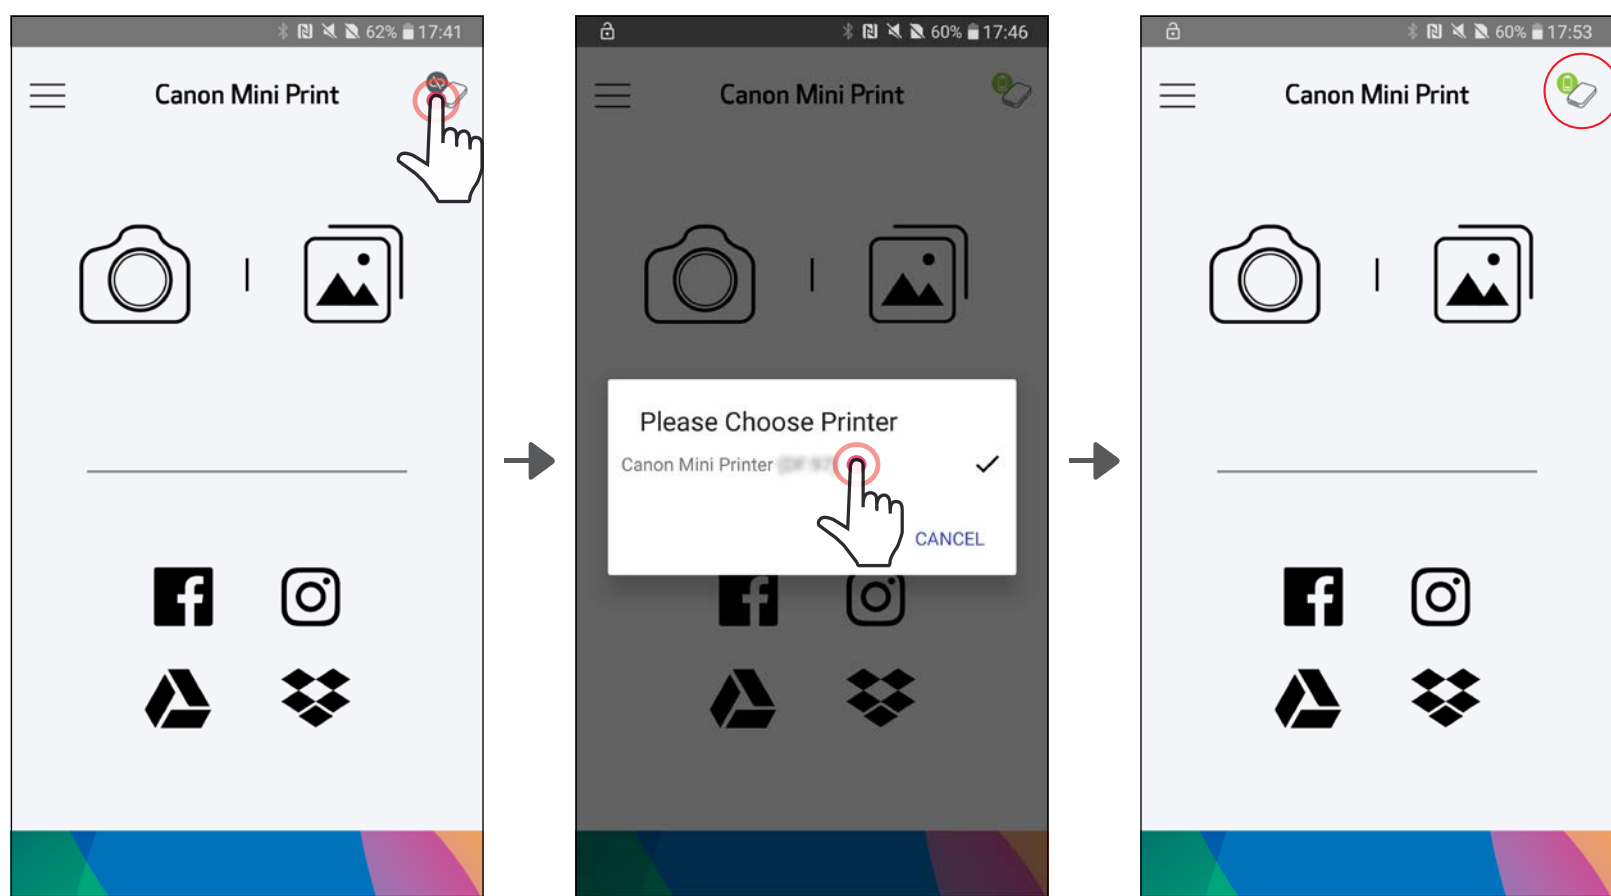 62% 17:41
Canon Mini Print
60% 17:46
Canon Mini Print
Please Choose Printer
Canon Mini Printer
CANCEL
60% 17:53
Canon Mini Print